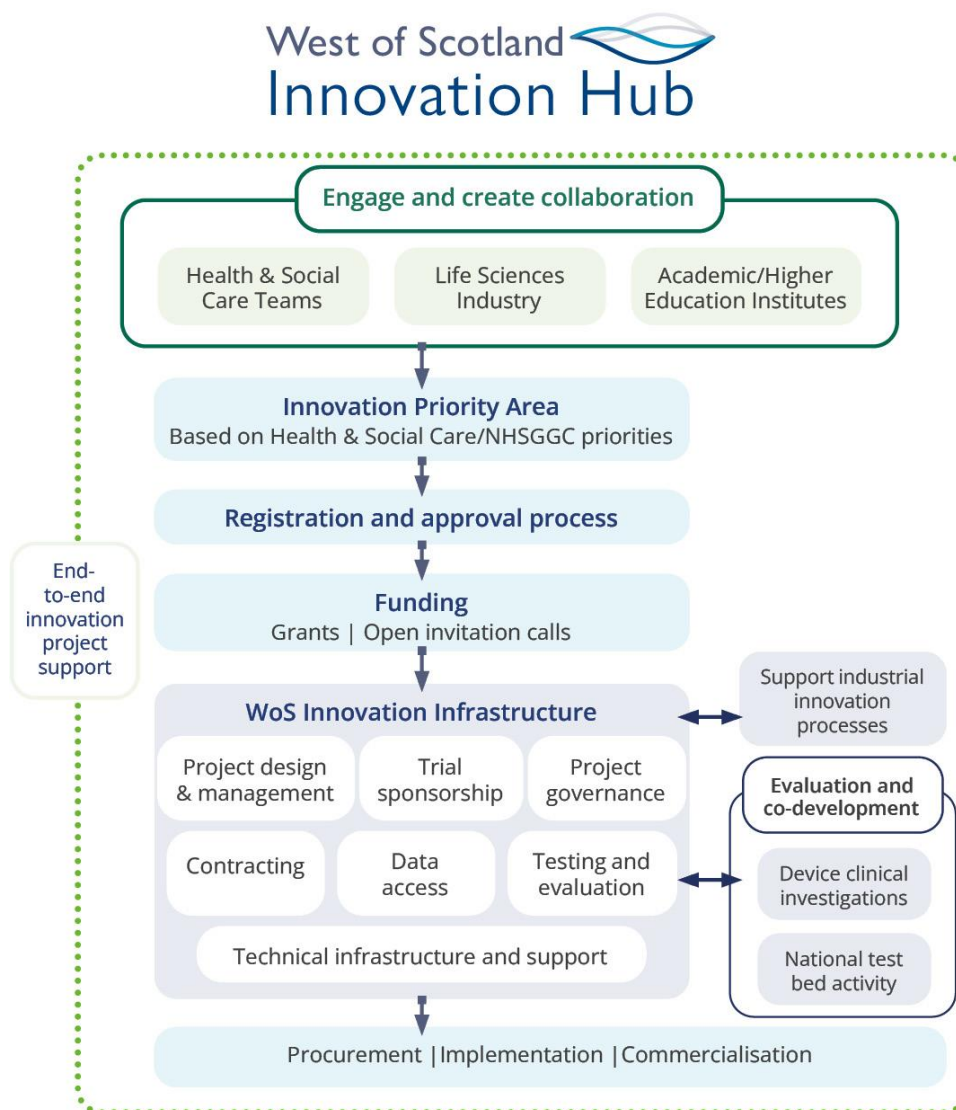 West of Scotland
Innovation Hub
Engage and create collaboration
Health & Social
Care Teams
Life Sciences
Industry
Academic/Higher
Education Institutes
Innovation Priority Area
Based on Health & Social Care/NHSGGC priorities
Registration and approval process
End-
to-end
innovation
project
support
Funding
Grants | Open invitation calls
WoS Innovation Infrastructure
Project design
& management
Trial
sponsorship
Project
governance
Contracting
Data
access
Testing and
evaluation
Technical infrastructure and support
Support industrial
innovation
processes
Evaluation and
co-development
Device clinical
investigations
National test
bed activity
Procurement |Implementation |Commercialisation